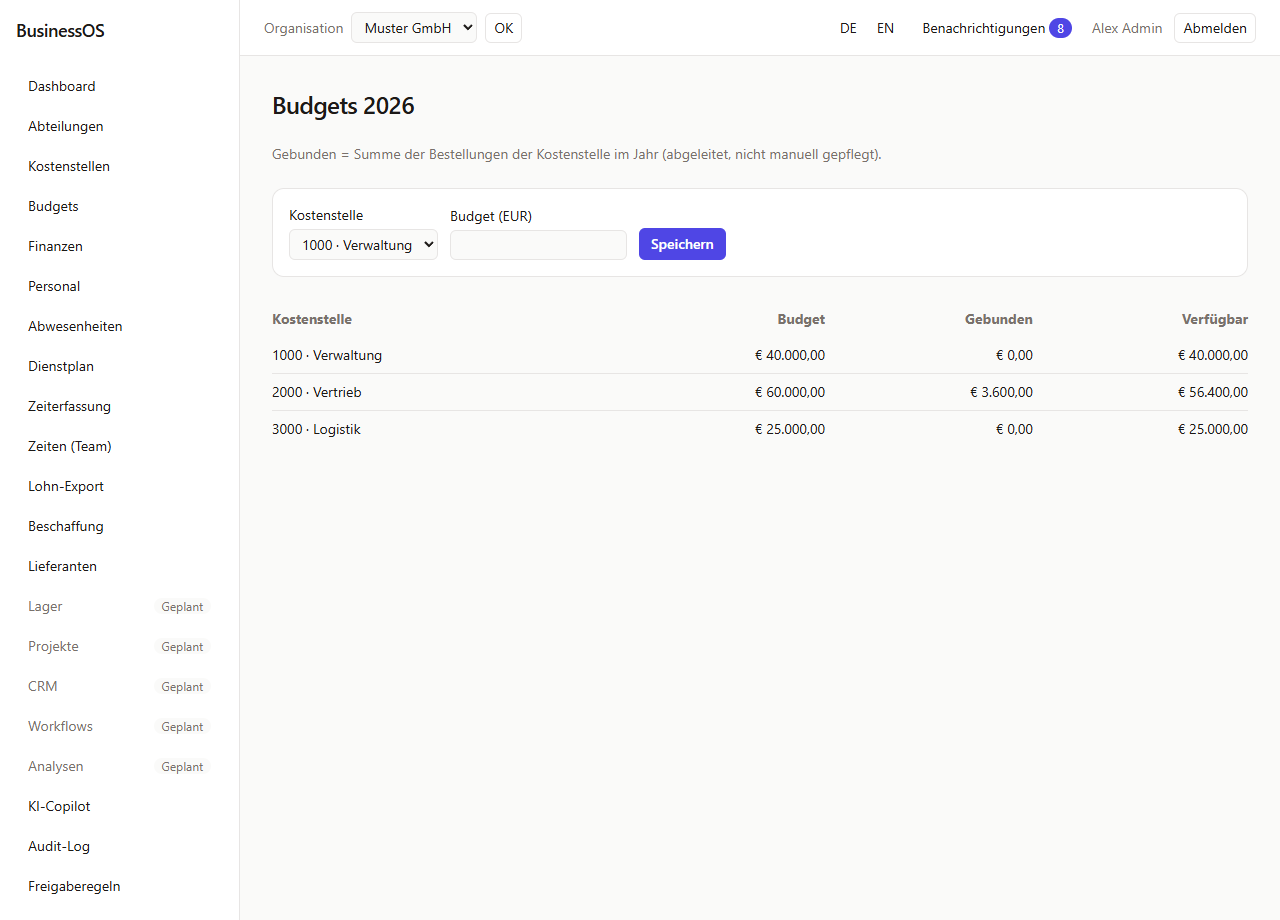 BusinessOS
Organisation Muster GmbH OK DE EN Benachrichtigungen 8 Alex Admin Abmelden
Dashboard
Abteilungen
Kostenstellen
Budgets
Finanzen
Personal
Abwesenheiten
Dienstplan
Zeiterfassung
Zeiten (Team)
Lohn-Export
Beschaffung
Lieferanten
Lager Geplant
Projekte Geplant
CRM Geplant
Workflows Geplant
Analysen Geplant
KI-Copilot
Audit-Log
Freigaberegeln
Budgets 2026
Gebunden = Summe der Bestellungen der Kostenstelle im Jahr (abgeleitet, nicht manuell gepflegt).
Kostenstelle Budget (EUR)
1000 · Verwaltung Speichern
Kostenstelle Budget Gebunden Verfügbar
1000 · Verwaltung € 40.000,00 € 0,00 € 40.000,00
2000 · Vertrieb € 60.000,00 € 3.600,00 € 56.400,00
3000 · Logistik € 25.000,00 € 0,00 € 25.000,00